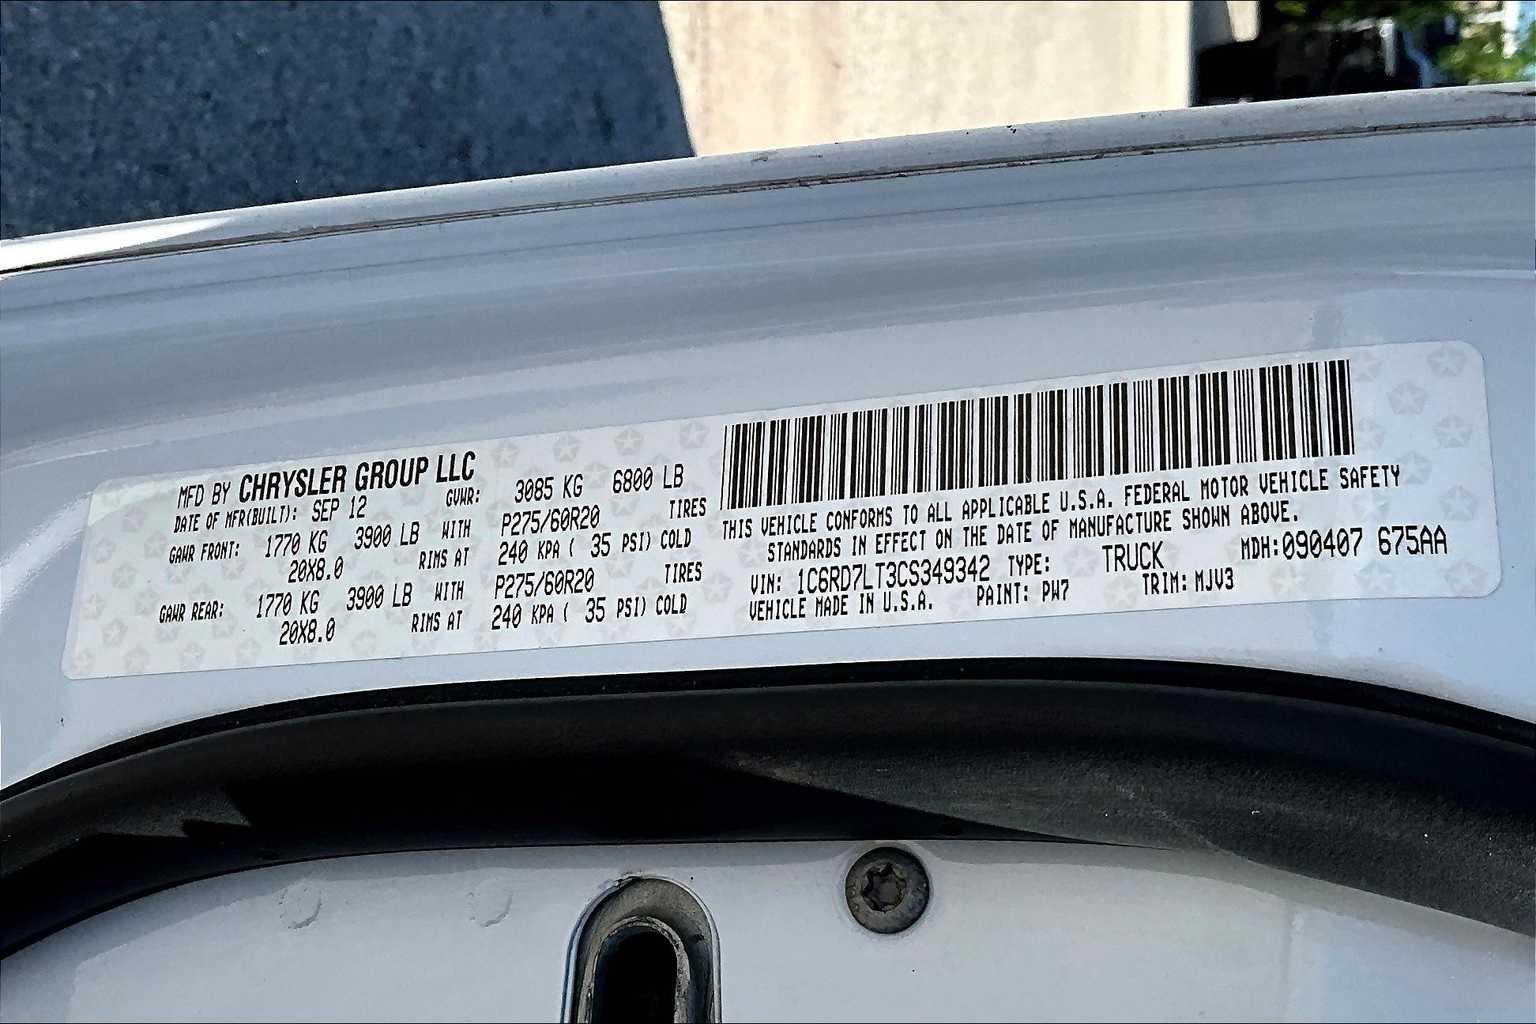 MFD BY CHRYSLER GROUP LLC
DATE OF MFR(BUILT): SEP 12 GVWR: 3085 KG 6800 LB
GAWR FRONT: 1770 KG 3900 LB WITH P275/60R20 TIRES
20X8.0 RIMS AT 240 KPA ( 35 PSI) COLD
GAWR REAR: 1770 KG 3900 LB WITH P275/60R20 TIRES
20X8.0 RIMS AT 240 KPA ( 35 PSI) COLD
THIS VEHICLE CONFORMS TO ALL APPLICABLE U.S.A. FEDERAL MOTOR VEHICLE SAFETY
STANDARDS IN EFFECT ON THE DATE OF MANUFACTURE SHOWN ABOVE.
MDH:090407 675AA
VIN: 1C6RD7LT3CS349342 TYPE: TRUCK
VEHICLE MADE IN U.S.A. PAINT: PW7 TRIM: MJV3